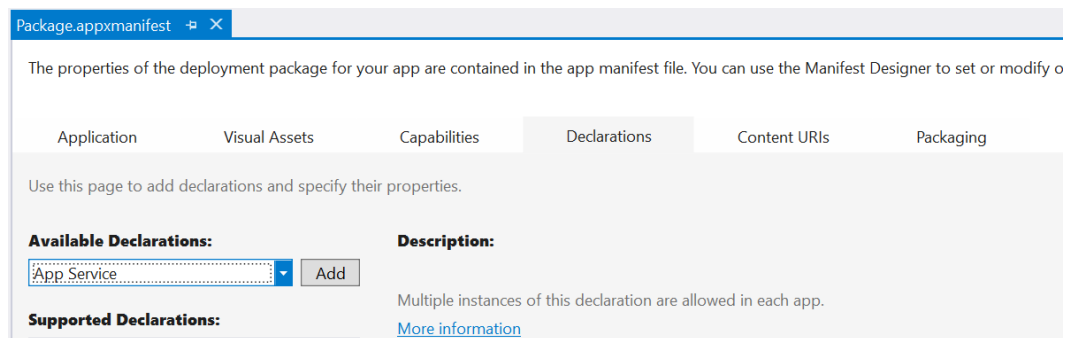 Package.appxmanifest
The properties of the deployment package for your app are contained in the app manifest file. You can use the Manifest Designer to set or modify o
Application Visual Assets Capabilities Declarations Content URIs Packaging
Use this page to add declarations and specify their properties.
Available Declarations: Description:
App Service Add
Multiple instances of this declaration are allowed in each app.
Supported Declarations: More information